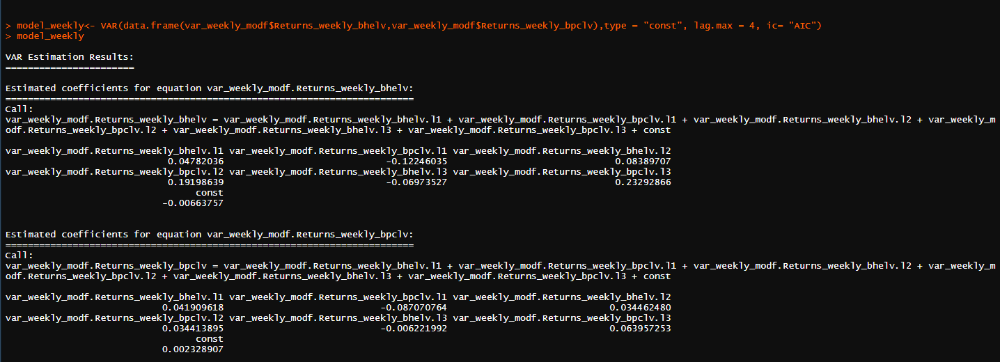 > model_weekly<- VAR(data.frame(var_weekly_modf$Returns_weekly_bhelv,var_weekly_modf$Returns_weekly_bpclv),type = "const", lag.max = 4, ic= "AIC")
> model_weekly
VAR Estimation Results:
=======================
Estimated coefficients for equation var_weekly_modf.Returns_weekly_bhelv:
=========================================================================
Call:
var_weekly_modf.Returns_weekly_bhelv = var_weekly_modf.Returns_weekly_bhelv.l1 + var_weekly_modf.Returns_weekly_bpclv.l1 + var_weekly_modf.Returns_weekly_bhelv.l2 + var_weekly_m
odf.Returns_weekly_bpclv.l2 + var_weekly_modf.Returns_weekly_bhelv.l3 + var_weekly_modf.Returns_weekly_bpclv.l3 + const
var_weekly_modf.Returns_weekly_bhelv.l1 var_weekly_modf.Returns_weekly_bpclv.l1 var_weekly_modf.Returns_weekly_bhelv.l2
0.04782036 -0.12246035 0.08389707
var_weekly_modf.Returns_weekly_bpclv.l2 var_weekly_modf.Returns_weekly_bhelv.l3 var_weekly_modf.Returns_weekly_bpclv.l3
0.19198639 -0.06973527 0.23292866
const
-0.00663757
Estimated coefficients for equation var_weekly_modf.Returns_weekly_bpclv:
=========================================================================
Call:
var_weekly_modf.Returns_weekly_bpclv = var_weekly_modf.Returns_weekly_bhelv.l1 + var_weekly_modf.Returns_weekly_bpclv.l1 + var_weekly_modf.Returns_weekly_bhelv.l2 + var_weekly_m
odf.Returns_weekly_bpclv.l2 + var_weekly_modf.Returns_weekly_bhelv.l3 + var_weekly_modf.Returns_weekly_bpclv.l3 + const
var_weekly_modf.Returns_weekly_bhelv.l1 var_weekly_modf.Returns_weekly_bpclv.l1 var_weekly_modf.Returns_weekly_bhelv.l2
0.041909618 -0.087070764 0.034462480
var_weekly_modf.Returns_weekly_bpclv.l2 var_weekly_modf.Returns_weekly_bhelv.l3 var_weekly_modf.Returns_weekly_bpclv.l3
0.034413895 -0.006221992 0.063957253
const
0.002328907